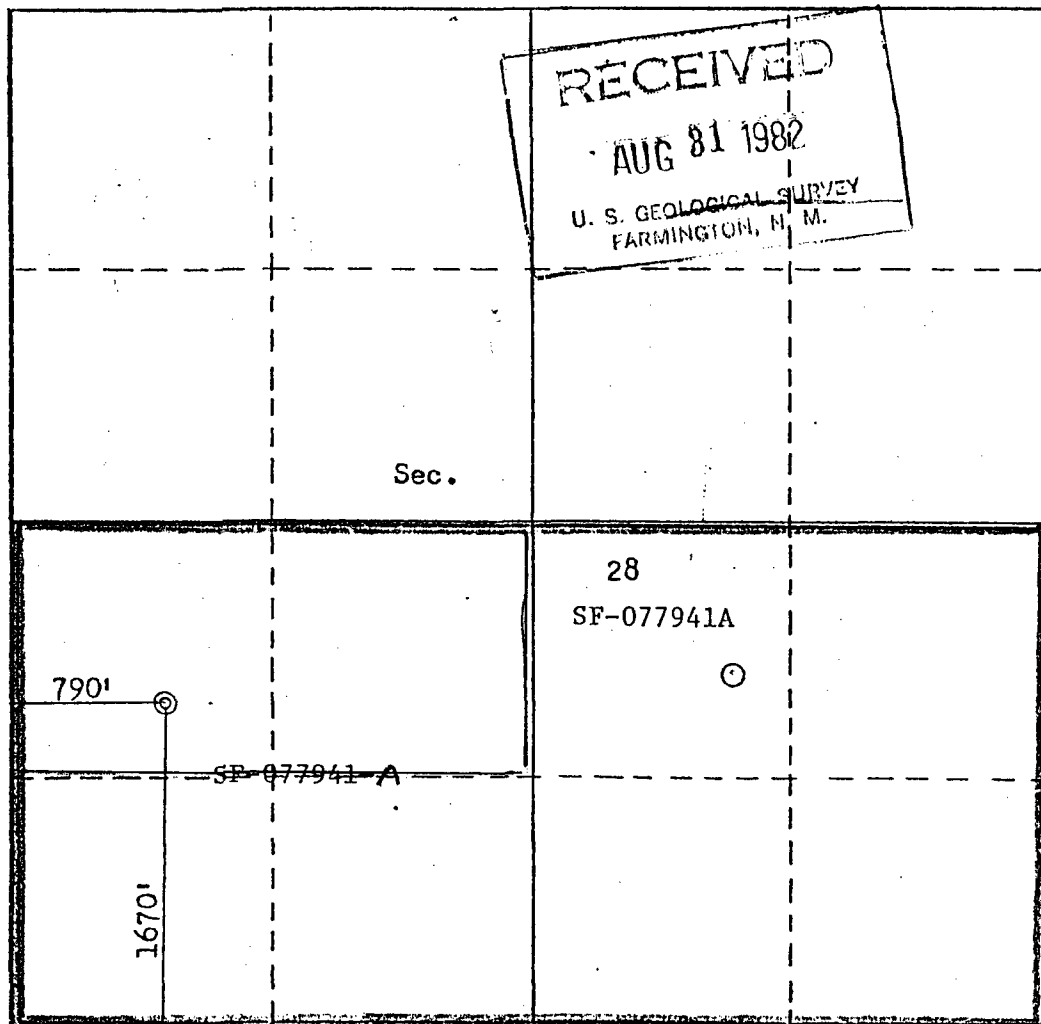 RECEIVED
AUG 31 1982
U. S. GEOLOGICAL SURVEY
FARMINGTON, N. M.
Sec.
28
SF-077941A
790'
SF-077941-A
1670'